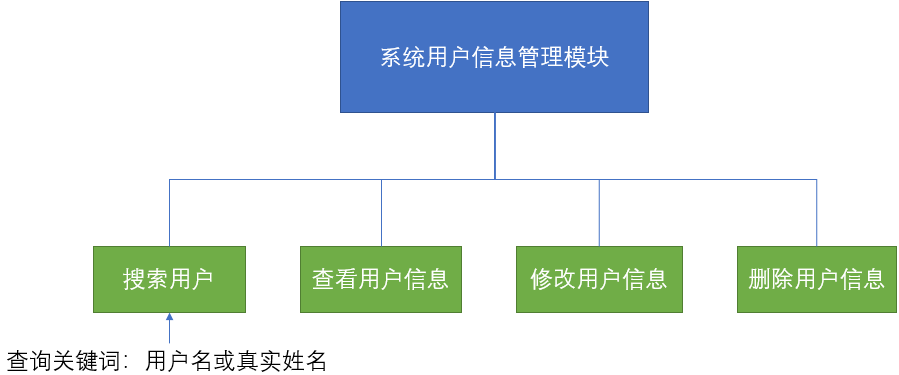 系统用户信息管理模块
搜索用户
查看用户信息
修改用户信息
删除用户信息
查询关键词：用户名或真实姓名